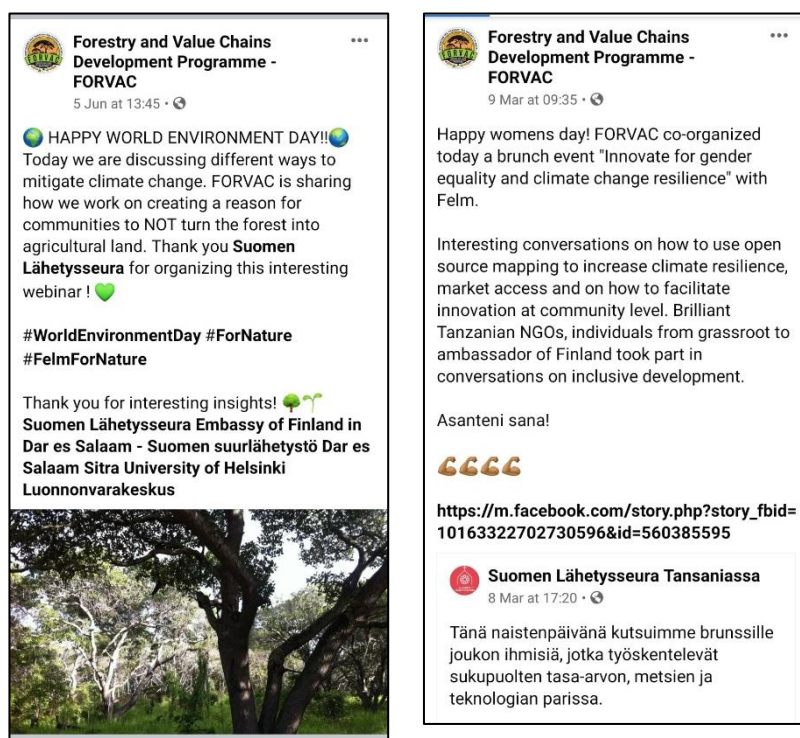 Forestry and Value Chains
Development Programme -
FORVAC
5 Jun at 13:45 ·
HAPPY WORLD ENVIRONMENT DAY!!
Today we are discussing different ways to
mitigate climate change. FORVAC is sharing
how we work on creating a reason for
communities to NOT turn the forest into
agricultural land. Thank you Suomen
Lähetysseura for organizing this interesting
webinar !
#WorldEnvironmentDay #ForNature
#FelmForNature
Thank you for interesting insights!
Suomen Lähetysseura Embassy of Finland in
Dar es Salaam - Suomen suurlähetystö Dar es
Salaam Sitra University of Helsinki
Luonnonvarakeskus
Forestry and Value Chains
Development Programme -
FORVAC
9 Mar at 09:35 ·
Happy womens day! FORVAC co-organized
today a brunch event "Innovate for gender
equality and climate change resilience" with
Felm.
Interesting conversations on how to use open
source mapping to increase climate resilience,
market access and on how to facilitate
innovation at community level. Brilliant
Tanzanian NGOs, individuals from grassroot to
ambassador of Finland took part in
conversations on inclusive development.
Asanteni sana!
https://m.facebook.com/story.php?story_fbid=
10163322702730596&id=560385595
Suomen Lähetysseura Tansaniassa
8 Mar at 17:20 ·
Tänä naistenpäivänä kutsuimme brunssille
joukon ihmisiä, jotka työskentelevät
sukupuolten tasa-arvon, metsien ja
teknologian parissa.